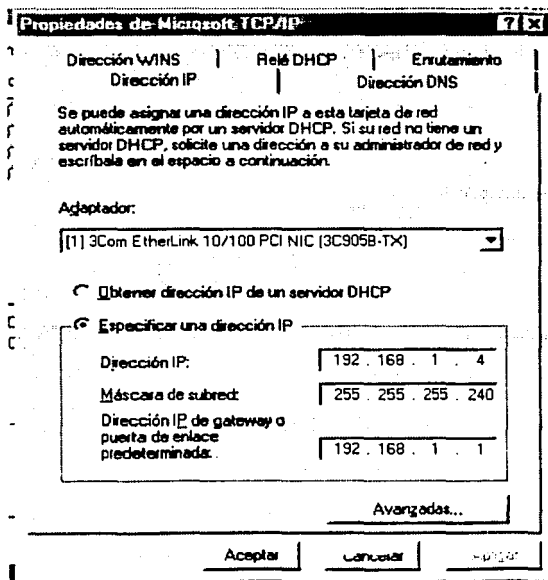 Propiedades de Microsoft TCP/IP
Dirección WINS Relé DHCP Enrutamiento
Dirección IP Dirección DNS
Se puede asignar una dirección IP a esta tarjeta de red
automáticamente por un servidor DHCP. Si su red no tiene un
servidor DHCP, solicite una dirección a su administrador de red y
escríbala en el espacio a continuación.
Adaptador:
[1] 3Com EtherLink 10/100 PCI NIC (3C905B-TX)
Obtener dirección IP de un servidor DHCP
Especificar una dirección IP
Dirección IP: 192 . 168 . 1 . 4
Máscara de subred: 255 . 255 . 255 . 240
Dirección IP de gateway o
puerta de enlace
predeterminada: 192 . 168 . 1 . 1
Avanzadas...
Aceptar Cancelar